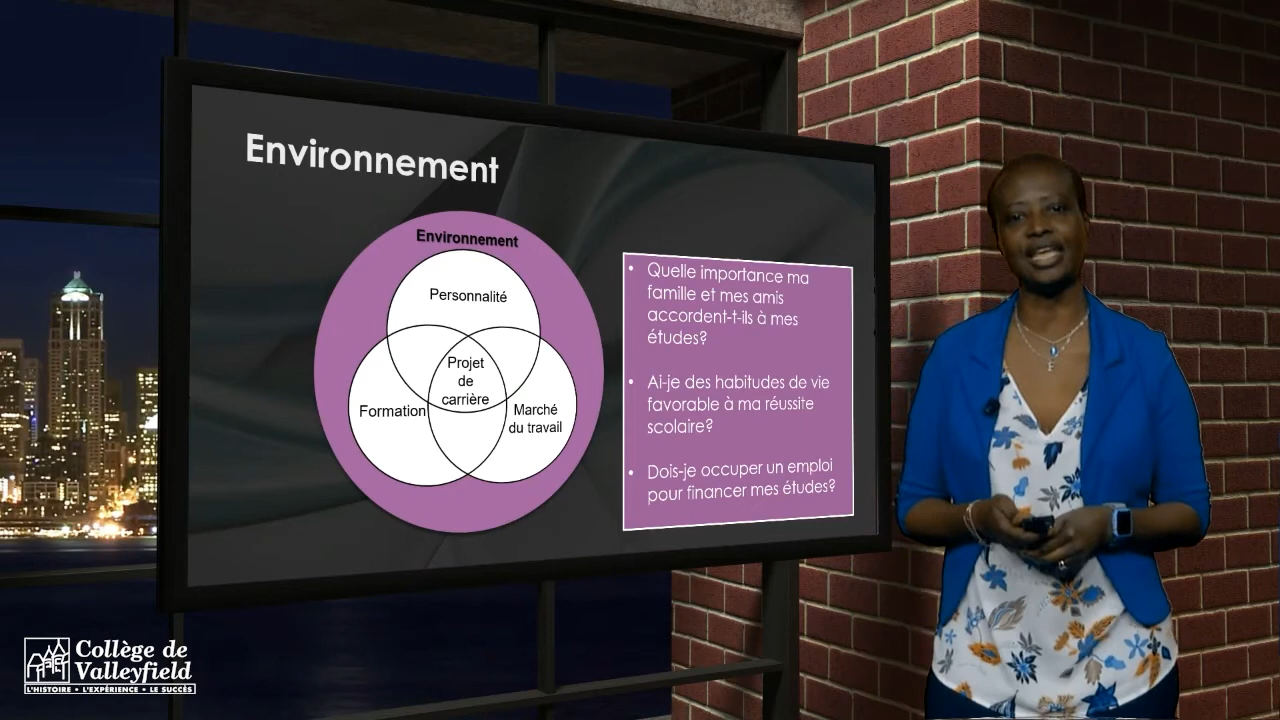 Environnement
Environnement
Personnalité
Projet
de
carrière
Formation
Marché
du travail
• Quelle importance ma
famille et mes amis
accordent-t-ils à mes
études?
• Ai-je des habitudes de vie
favorable à ma réussite
scolaire?
• Dois-je occuper un emploi
pour financer mes études?
Collège de
Valleyfield
L'HISTOIRE • L'EXPÉRIENCE • LE SUCCÈS